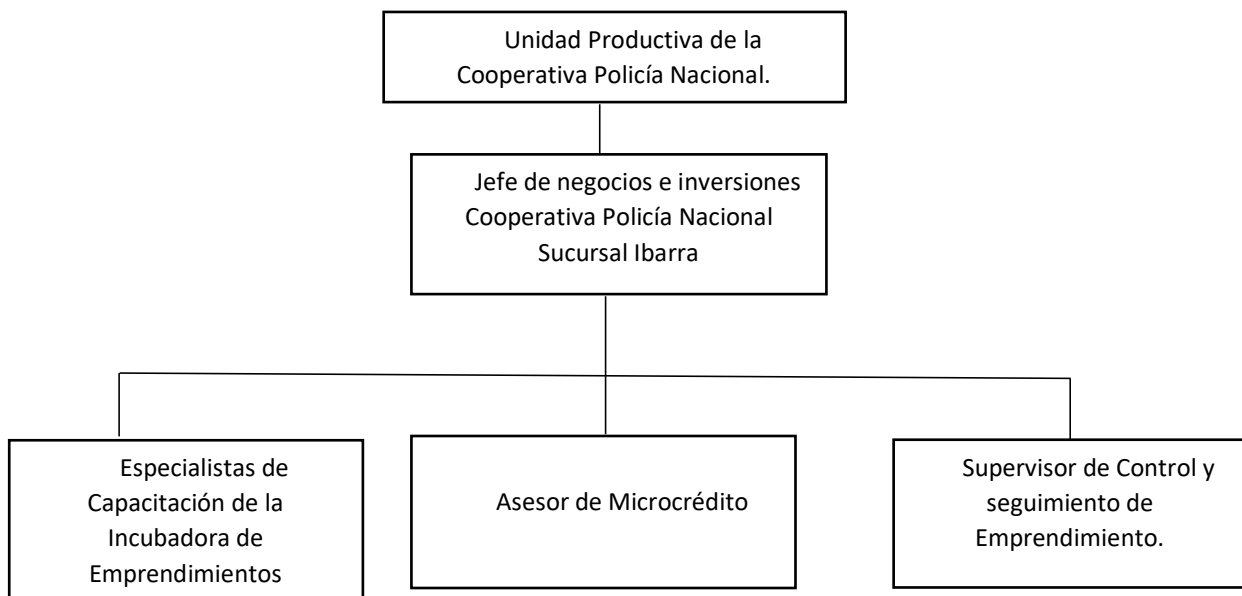 Unidad Productiva de la
Cooperativa Policía Nacional.
Jefe de negocios e inversiones
Cooperativa Policía Nacional
Sucursal Ibarra
Especialistas de
Capacitación de la
Incubadora de
Emprendimientos
Asesor de Microcrédito
Supervisor de Control y
seguimiento de
Emprendimiento.